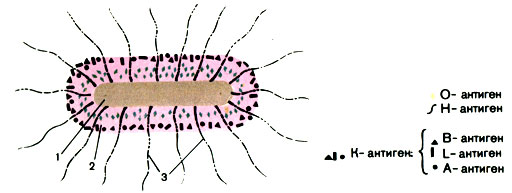 1
2
3
О- антиген
Н- антиген
К- антиген:
В- антиген
L- антиген
А- антиген